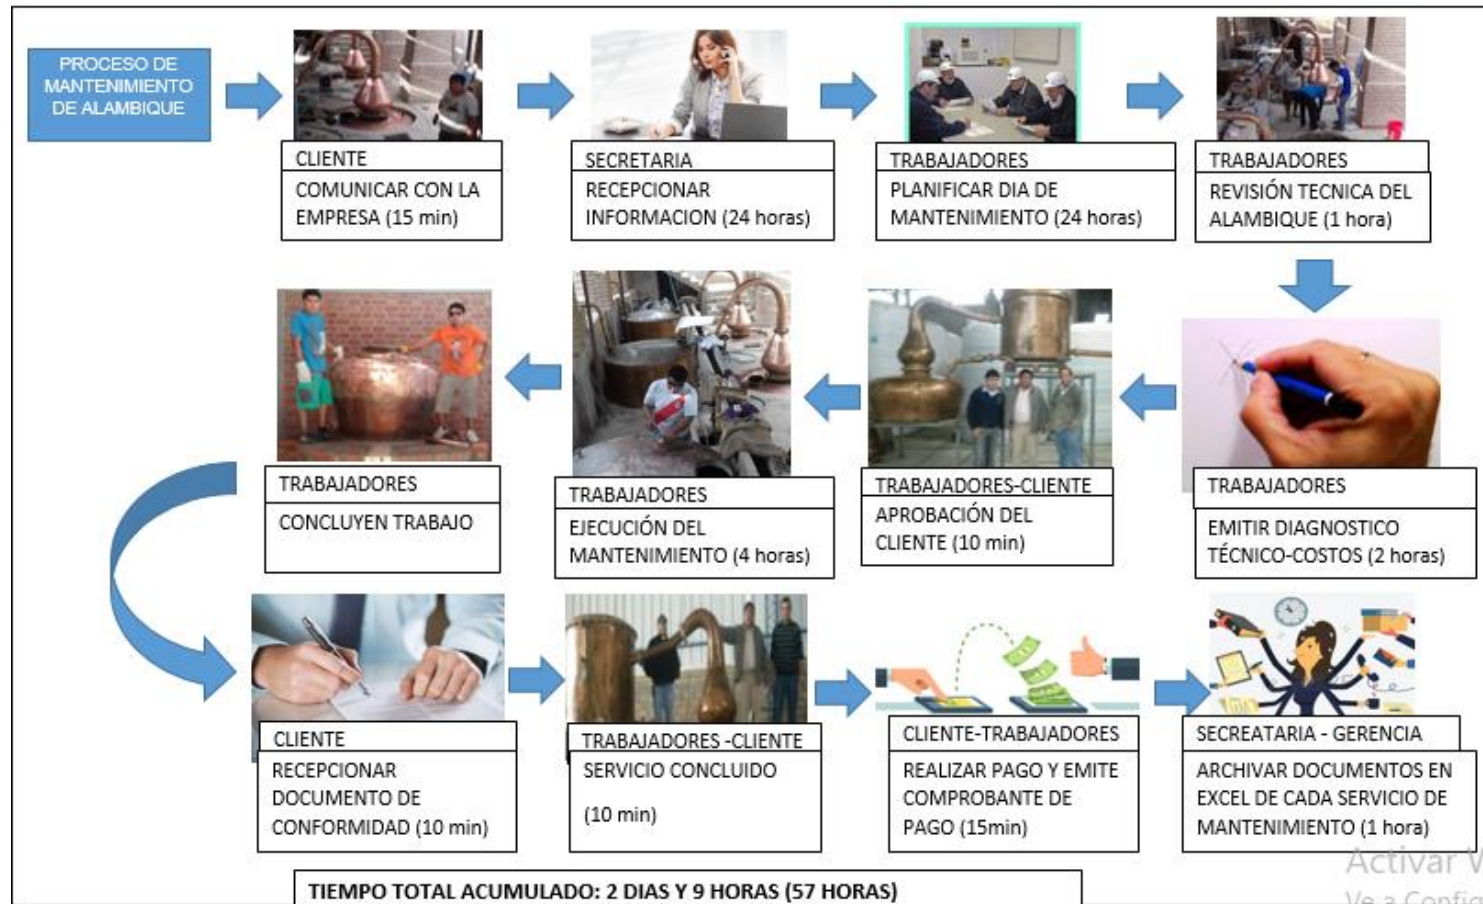 PROCESO DE
MANTENIMIENTO
DE ALAMBIQUE
CLIENTE
COMUNICAR CON LA
EMPRESA (15 min)
SECRETARIA
RECEPCIONAR
INFORMACION (24 horas)
TRABAJADORES
PLANIFICAR DIA DE
MANTENIMIENTO (24 horas)
TRABAJADORES
REVISIÓN TECNICA DEL
ALAMBIQUE (1 hora)
TRABAJADORES
EMITIR DIAGNOSTICO
TÉCNICO-COSTOS (2 horas)
TRABAJADORES-CLIENTE
APROBACIÓN DEL
CLIENTE (10 min)
TRABAJADORES
EJECUCIÓN DEL
MANTENIMIENTO (4 horas)
TRABAJADORES
CONCLUYEN TRABAJO
CLIENTE
RECEPCIONAR
DOCUMENTO DE
CONFORMIDAD (10 min)
TRABAJADORES -CLIENTE
SERVICIO CONCLUIDO
(10 min)
CLIENTE-TRABAJADORES
REALIZAR PAGO Y EMITE
COMPROBANTE DE
PAGO (15min)
SECREATARIA - GERENCIA
ARCHIVAR DOCUMENTOS EN
EXCEL DE CADA SERVICIO DE
MANTENIMIENTO (1 hora)
TIEMPO TOTAL ACUMULADO: 2 DIAS Y 9 HORAS (57 HORAS)
Activar
Ve a